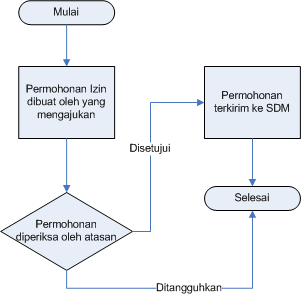 Mulai
Permohonan Izin
dibuat oleh yang
mengajukan
Permohonan
terkirim ke SDM
Disetujui
Permohonan
diperiksa oleh atasan
Selesai
Ditangguhkan